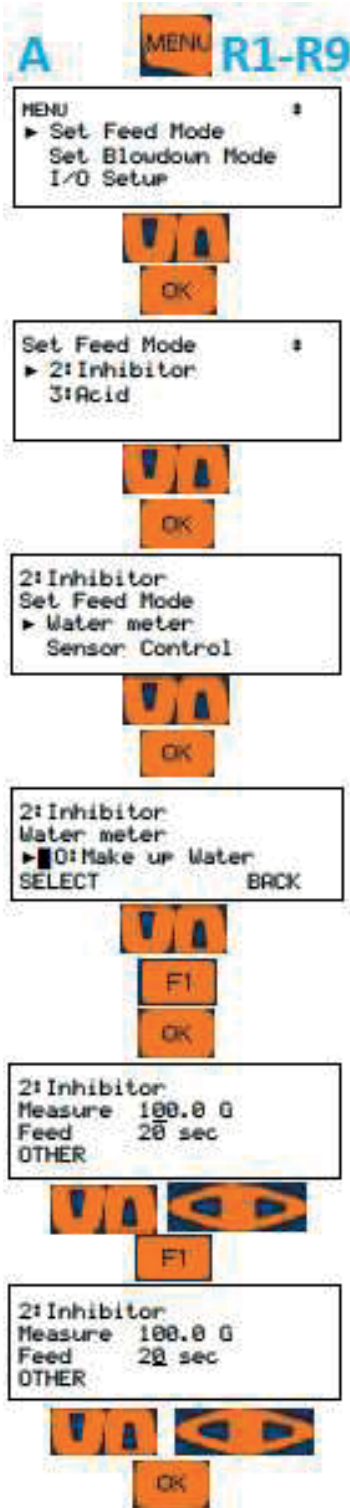 A MENU R1-R9
MENU
► Set Feed Mode
Set Blowdown Mode
I/O Setup
OK
Set Feed Mode
► 2:Inhibitor
3:Acid
OK
2:Inhibitor
Set Feed Mode
► Water meter
Sensor Control
OK
2:Inhibitor
Water meter
►█O:Make up Water
SELECT BACK
F1
OK
2:Inhibitor
Measure 100.0 G
Feed 20 sec
OTHER
F1
2:Inhibitor
Measure 100.0 G
Feed 20 sec
OTHER
OK